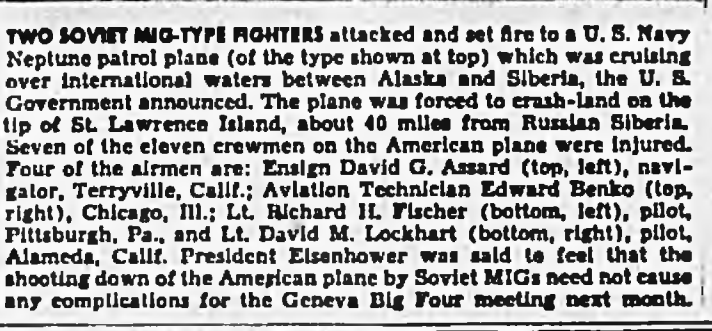 TWO SOVIET MIG-TYPE FIGHTERS attacked and set fire to a U. S. Navy
Neptune patrol plane (of the type shown at top) which was cruising
over international waters between Alaska and Siberia, the U. S.
Government announced. The plane was forced to crash-land on the
tip of St. Lawrence Island, about 40 miles from Russian Siberia.
Seven of the eleven crewmen on the American plane were injured.
Four of the airmen are: Ensign David G. Assard (top, left), navi-
gator, Terryville, Calif.; Aviation Technician Edward Benko (top,
right), Chicago, Ill.; Lt. Richard H. Fischer (bottom, left), pilot,
Pittsburgh, Pa., and Lt. David M. Lockhart (bottom, right), pilot,
Alameda, Calif. President Eisenhower was said to feel that the
shooting down of the American plane by Soviet MIGs need not cause
any complications for the Geneva Big Four meeting next month.